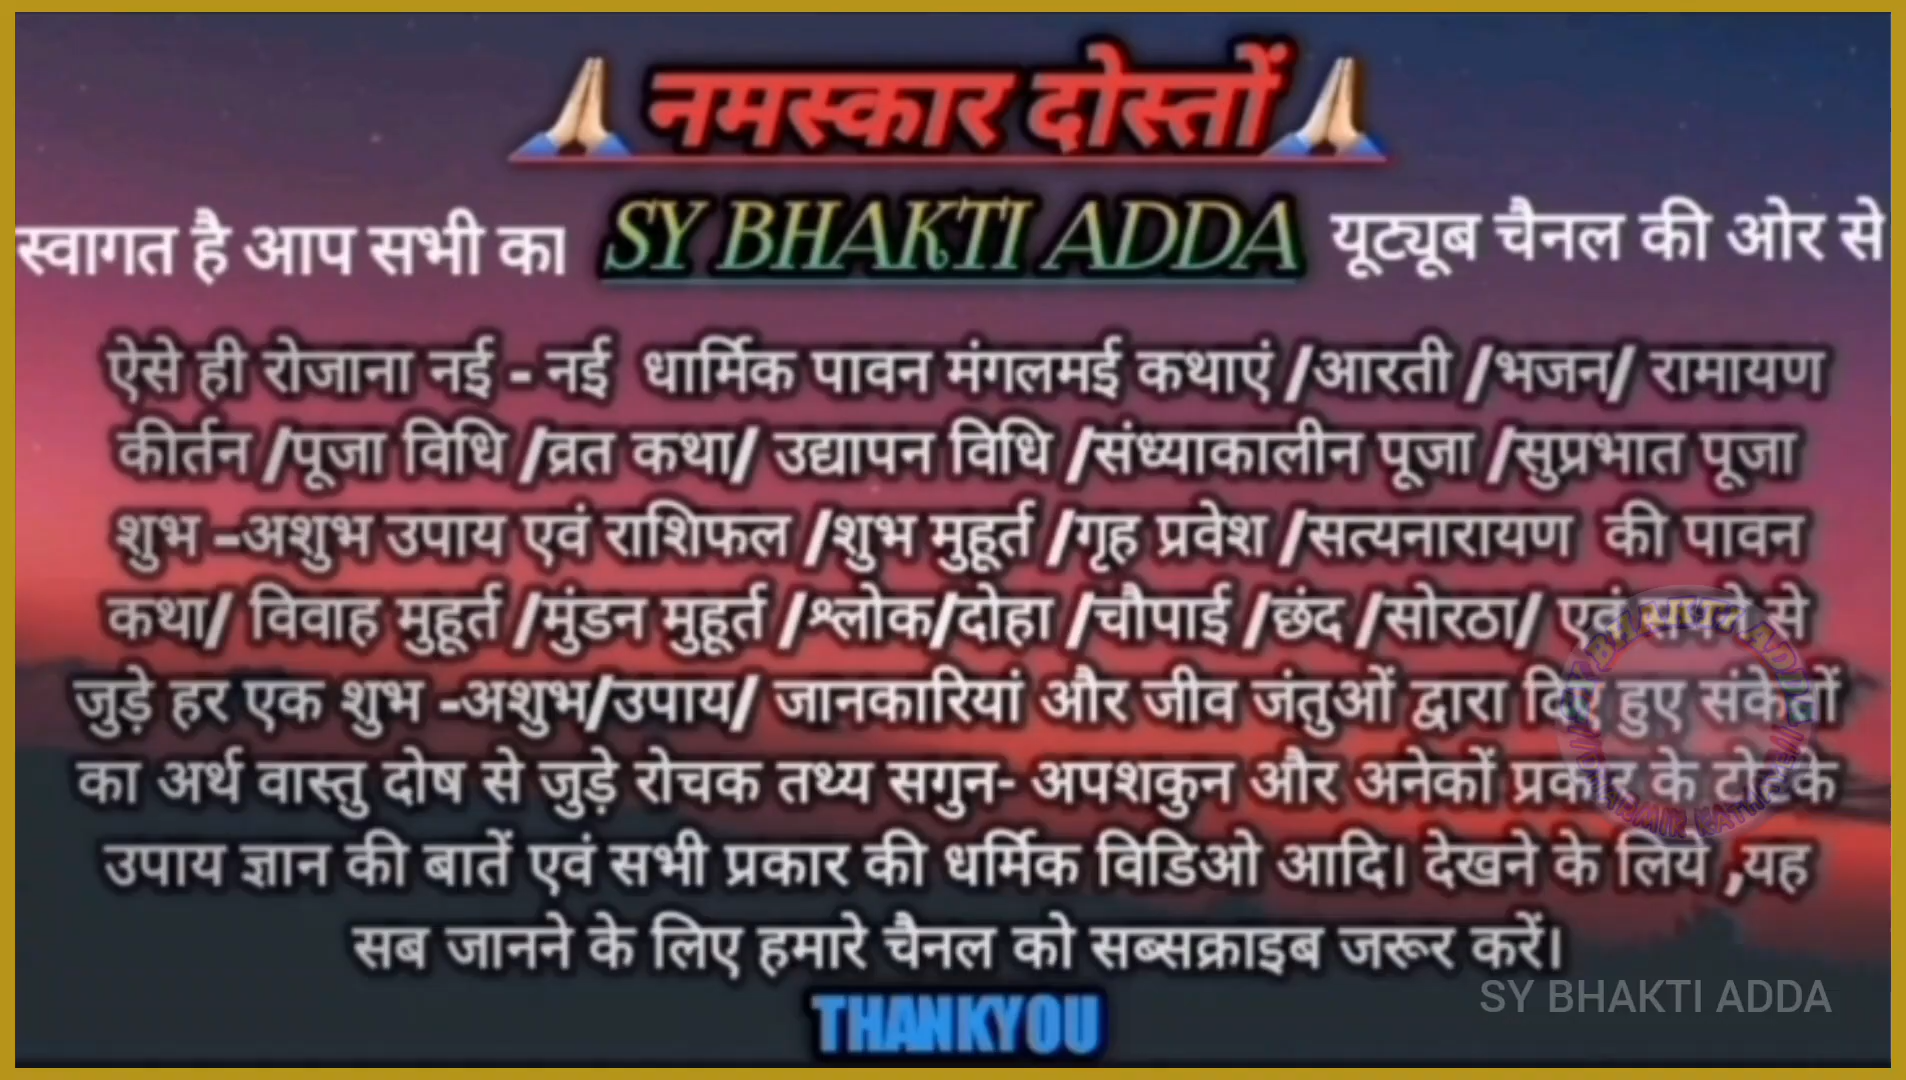 🙏🏻नमस्कार दोस्तों🙏🏻
स्वागत है आप सभी का SY BHAKTI ADDA यूट्यूब चैनल की ओर से
ऐसे ही रोजाना नई - नई धार्मिक पावन मंगलमई कथाएं /आरती /भजन/ रामायण
कीर्तन /पूजा विधि /व्रत कथा/ उद्यापन विधि /संध्याकालीन पूजा /सुप्रभात पूजा
शुभ –अशुभ उपाय एवं राशिफल /शुभ मुहूर्त /गृह प्रवेश /सत्यनारायण की पावन
कथा/ विवाह मुहूर्त /मुंडन मुहूर्त /श्लोक/दोहा /चौपाई /छंद /सोरठा/ एवं सपने से
जुड़े हर एक शुभ -अशुभ/उपाय/ जानकारियां और जीव जंतुओं द्वारा दिए हुए संकेतों
का अर्थ वास्तु दोष से जुड़े रोचक तथ्य सगुन- अपशकुन और अनेकों प्रकार के टोटके
उपाय ज्ञान की बातें एवं सभी प्रकार की धर्मिक विडिओ आदि। देखने के लिये ,यह
सब जानने के लिए हमारे चैनल को सब्सक्राइब जरूर करें।
SY BHAKTI ADDA
THANKYOU